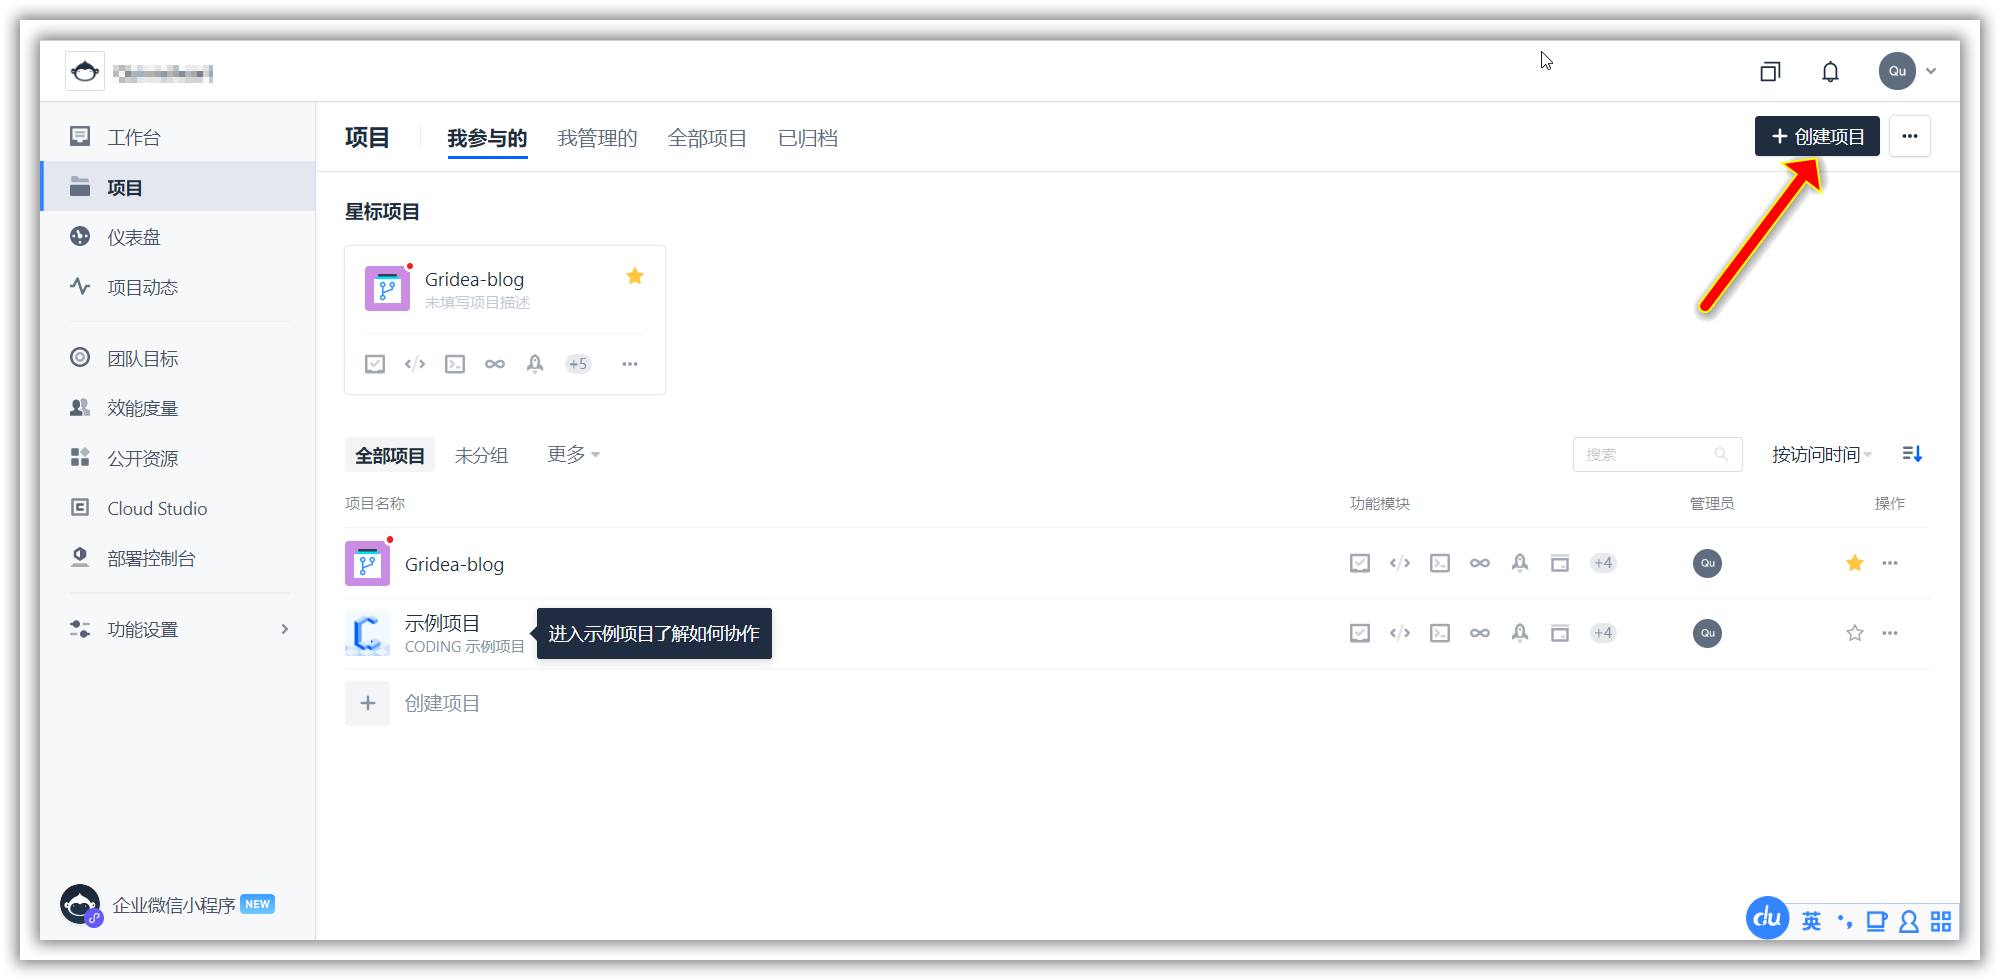 Qu
工作台
项目
仪表盘
项目动态
团队目标
效能度量
公开资源
Cloud Studio
部署控制台
功能设置
企业微信小程序 NEW
项目 我参与的 我管理的 全部项目 已归档
+ 创建项目 ...
星标项目
Gridea-blog
未填写项目描述
+5
全部项目 未分组 更多
搜索 按访问时间
项目名称 功能模块 管理员 操作
Gridea-blog +4 Qu
示例项目 +4 Qu
CODING 示例项目
进入示例项目了解如何协作
+ 创建项目
du 英